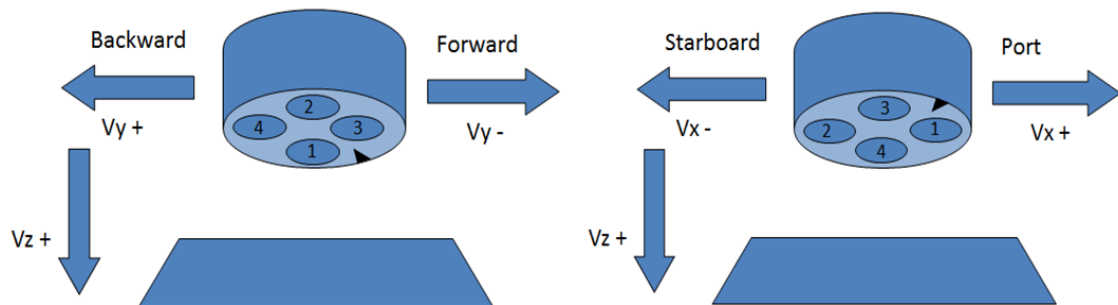 Backward
Forward
2
4
3
1
Vy +
Vy -
Vz +
Starboard
Port
3
2
1
4
Vx -
Vx +
Vz +